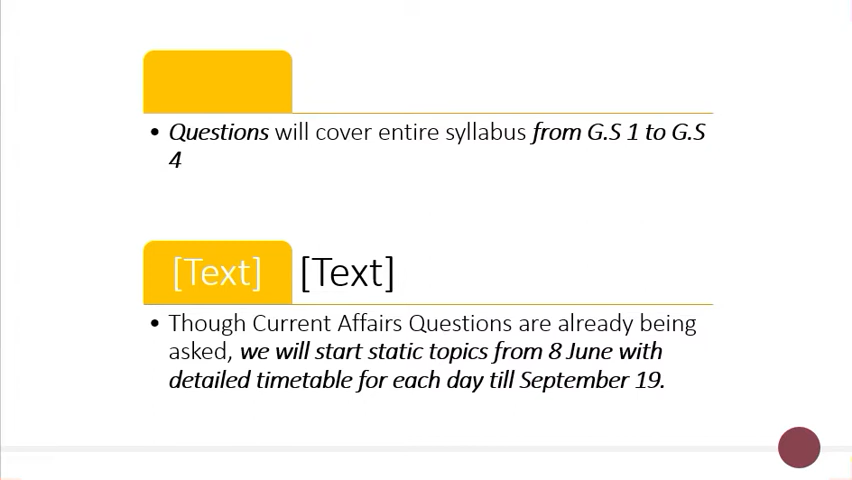 • Questions will cover entire syllabus from G.S 1 to G.S
4
[Text] [Text]
• Though Current Affairs Questions are already being
asked, we will start static topics from 8 June with
detailed timetable for each day till September 19.